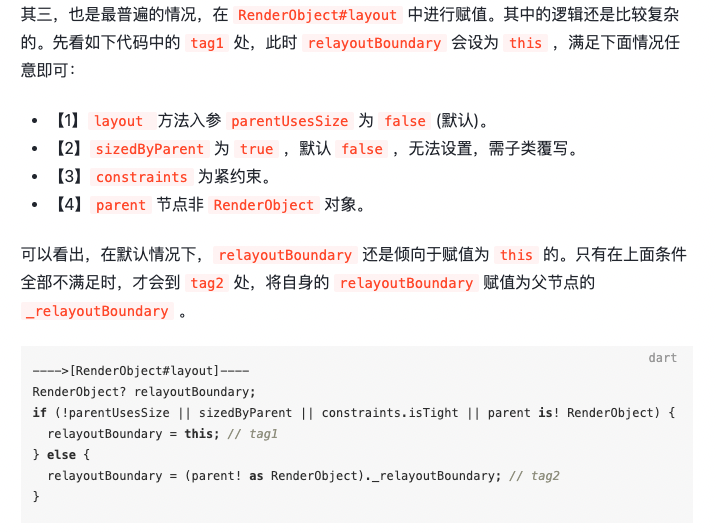 其三，也是最普遍的情况，在 RenderObject#layout 中进行赋值。其中的逻辑还是比较复杂
的。先看如下代码中的 tag1 处，此时 relayoutBoundary 会设为 this ，满足下面情况任
意即可：
• 【1】 layout 方法入参 parentUsesSize 为 false (默认)。
• 【2】 sizedByParent 为 true ，默认 false ，无法设置，需子类覆写。
• 【3】 constraints 为紧约束。
• 【4】 parent 节点非 RenderObject 对象。
可以看出，在默认情况下， relayoutBoundary 还是倾向于赋值为 this 的。只有在上面条件
全部不满足时，才会到 tag2 处，将自身的 relayoutBoundary 赋值为父节点的
_relayoutBoundary 。
dart
---->[RenderObject#layout]----
RenderObject? relayoutBoundary;
if (!parentUsesSize || sizedByParent || constraints.isTight || parent is! RenderObject) {
  relayoutBoundary = this; // tag1
} else {
  relayoutBoundary = (parent! as RenderObject)._relayoutBoundary; // tag2
}